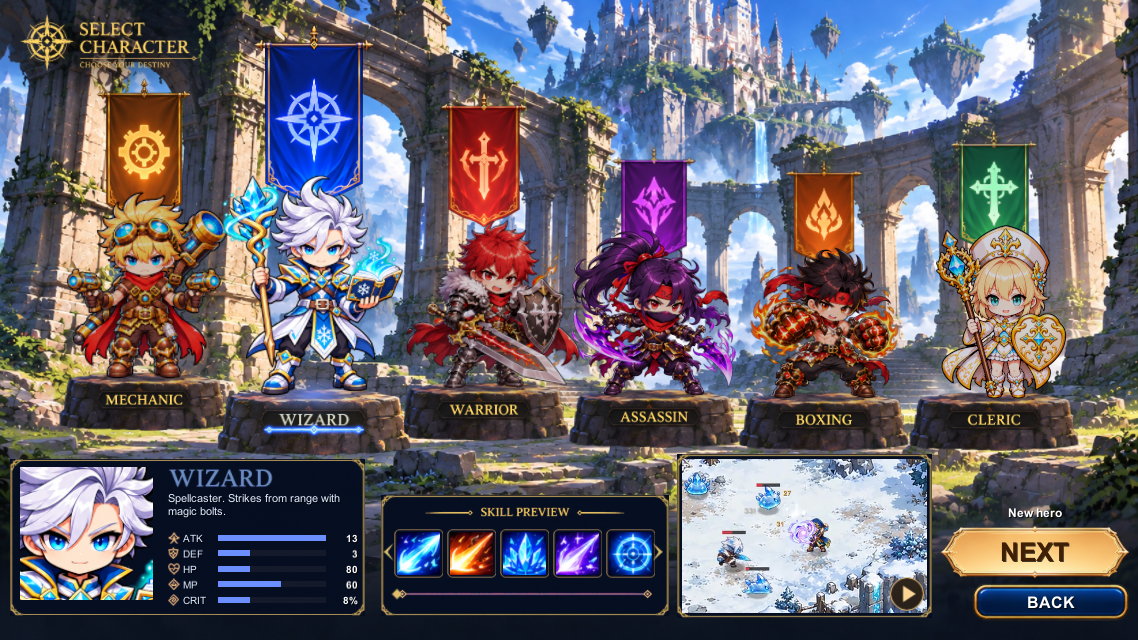 SELECT
CHARACTER
CHOOSE YOUR DESTINY
MECHANIC
WIZARD
WARRIOR
ASSASSIN
BOXING
CLERIC
WIZARD
Spellcaster. Strikes from range with
magic bolts.
ATK 13
DEF 3
HP 80
MP 60
CRIT 8%
SKILL PREVIEW
27
31
New hero
NEXT
BACK